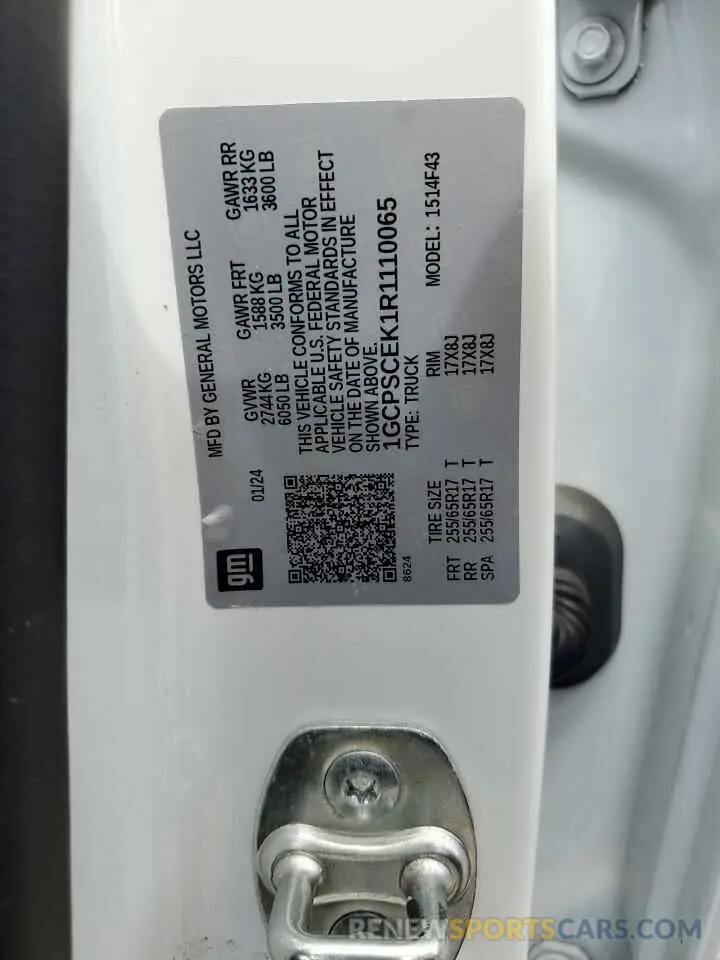 MFD BY GENERAL MOTORS LLC
gm
01/24
GVWR GAWR FRT GAWR RR
2744 KG 1588 KG 1633 KG
6050 LB 3500 LB 3600 LB
THIS VEHICLE CONFORMS TO ALL
APPLICABLE U.S. FEDERAL MOTOR
VEHICLE SAFETY STANDARDS IN EFFECT
ON THE DATE OF MANUFACTURE
SHOWN ABOVE.
1GCPSCEK1R1110065
TYPE: TRUCK MODEL: 1514F43
8624
TIRE SIZE RIM
FRT 255/65R17 T 17X8J
RR 255/65R17 T 17X8J
SPA 255/65R17 T 17X8J
RENEWSPORTSCARS.COM